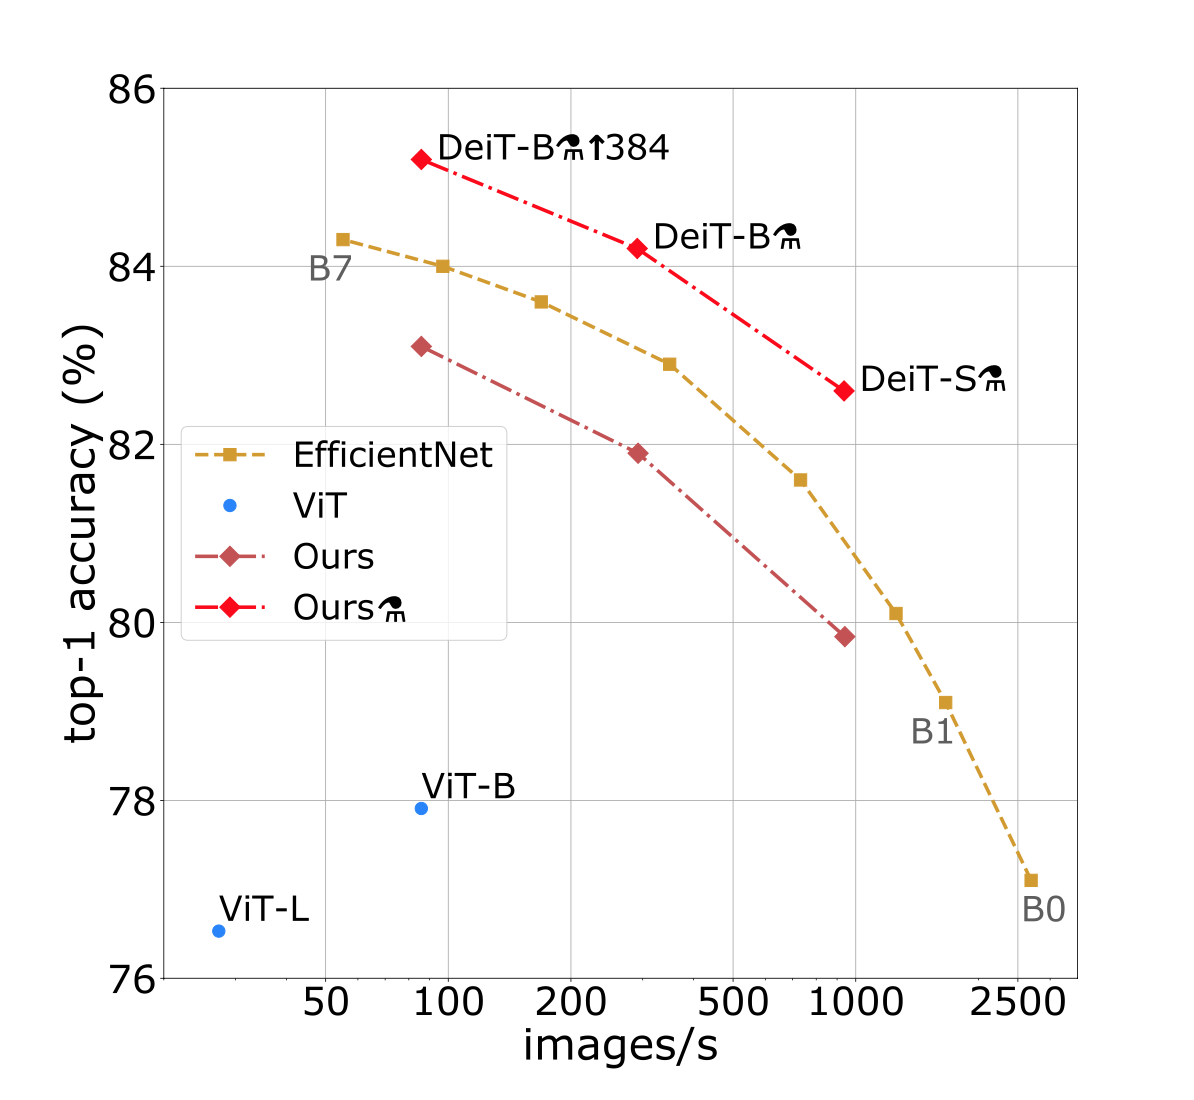 86
DeiT-B⚗↑384
DeiT-B⚗
84
B7
DeiT-S⚗
82
EfficientNet
ViT
Ours
Ours⚗
80
top-1 accuracy (%)
B1
78
ViT-B
ViT-L
B0
76
50 100 200 500 1000 2500
images/s